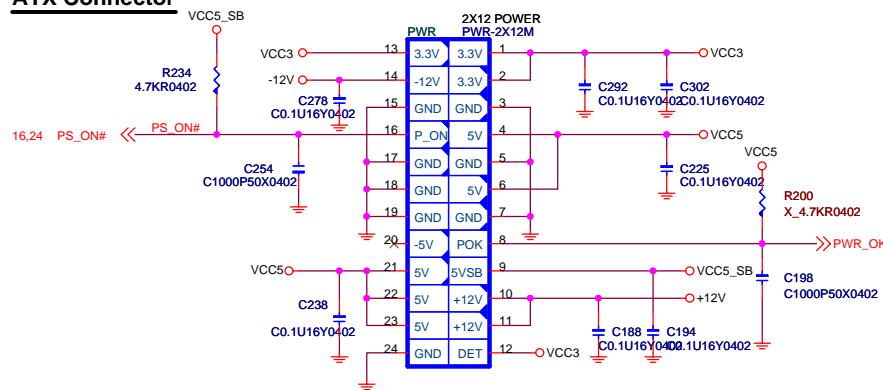 ATX Connector
VCC5_SB
2X12 POWER
PWR PWR-2X12M
VCC3 13 3.3V 3.3V 1 VCC3
R234
4.7KR0402
-12V 14 -12V 3.3V 2
C278
C0.1U16Y0402
C292 C302
C0.1U16Y0402 C0.1U16Y0402
15 GND GND 3
16,24 PS_ON# PS_ON# 16 P_ON 5V 4 VCC5
C254
C1000P50X0402
17 GND GND 5
C225
C0.1U16Y0402
VCC5
18 GND 5V 6
R200
X_4.7KR0402
19 GND GND 7
20 -5V POK 8 PWR_OK
VCC5 21 5V 5VSB 9 VCC5_SB
C198
C1000P50X0402
22 5V +12V 10 +12V
C238
C0.1U16Y0402
23 5V +12V 11
C188 C194
C0.1U16Y0402 C0.1U16Y0402
24 GND DET 12 VCC3